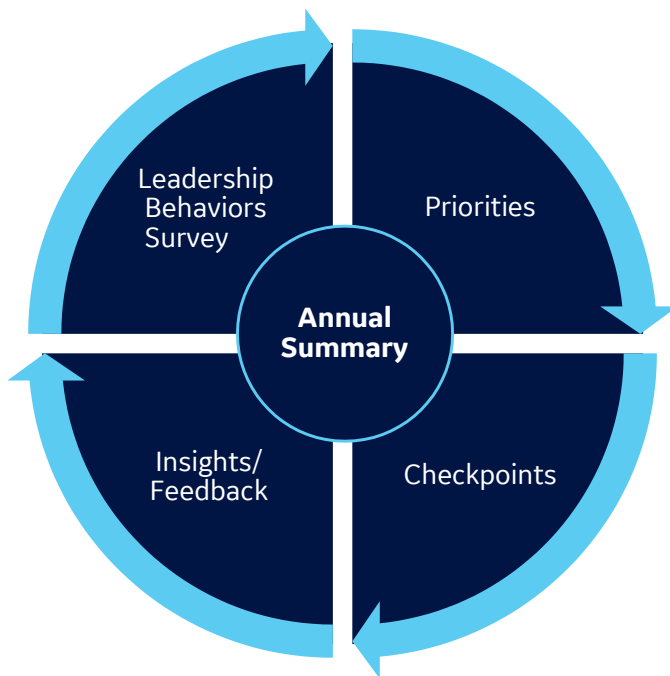 Leadership
Behaviors
Survey
Priorities
Annual
Summary
Insights/
Feedback
Checkpoints